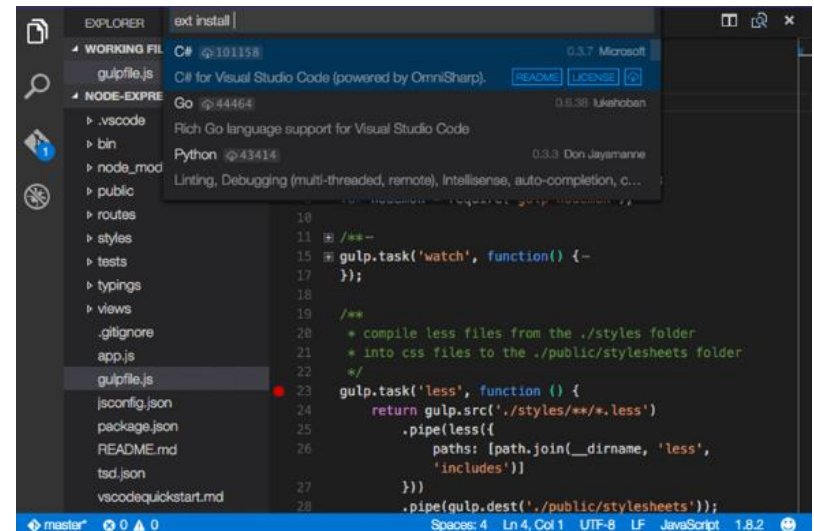 EXPLORER
ext install
WORKING FIL
gulpfile.js
NODE-EXPRE
.vscode
bin
node_mod
public
routes
styles
tests
typings
views
.gitignore
app.js
gulpfile.js
jsconfig.json
package.json
README.md
tsd.json
vscodequickstart.md
C# 101158 0.3.7 Microsoft
C# for Visual Studio Code (powered by OmniSharp). README LICENSE
Go 44464 0.6.38 lukehoban
Rich Go language support for Visual Studio Code
Python 43414 0.3.3 Don Jayamanne
Linting, Debugging (multi-threaded, remote), Intellisense, auto-completion, c...
10
11 /**
15 gulp.task('watch', function() {
17 });
18
19 /**
20 * compile less files from the ./styles folder
21 * into css files to the ./public/stylesheets folder
22 */
23 gulp.task('less', function () {
24 return gulp.src('./styles/**/*.less')
25 .pipe(less({
26 paths: [path.join(__dirname, 'less',
'includes')]
27 }))
28 .pipe(gulp.dest('./public/stylesheets'));
1
master* 0 0 Spaces: 4 Ln 4, Col 1 UTF-8 LF JavaScript 1.8.2